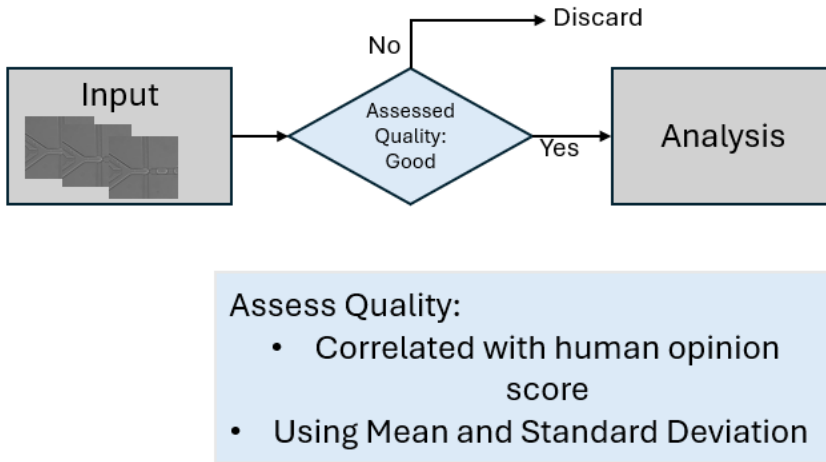 Discard
No
Input
Assessed
Quality:
Good
Yes
Analysis
Assess Quality:
• Correlated with human opinion
score
• Using Mean and Standard Deviation